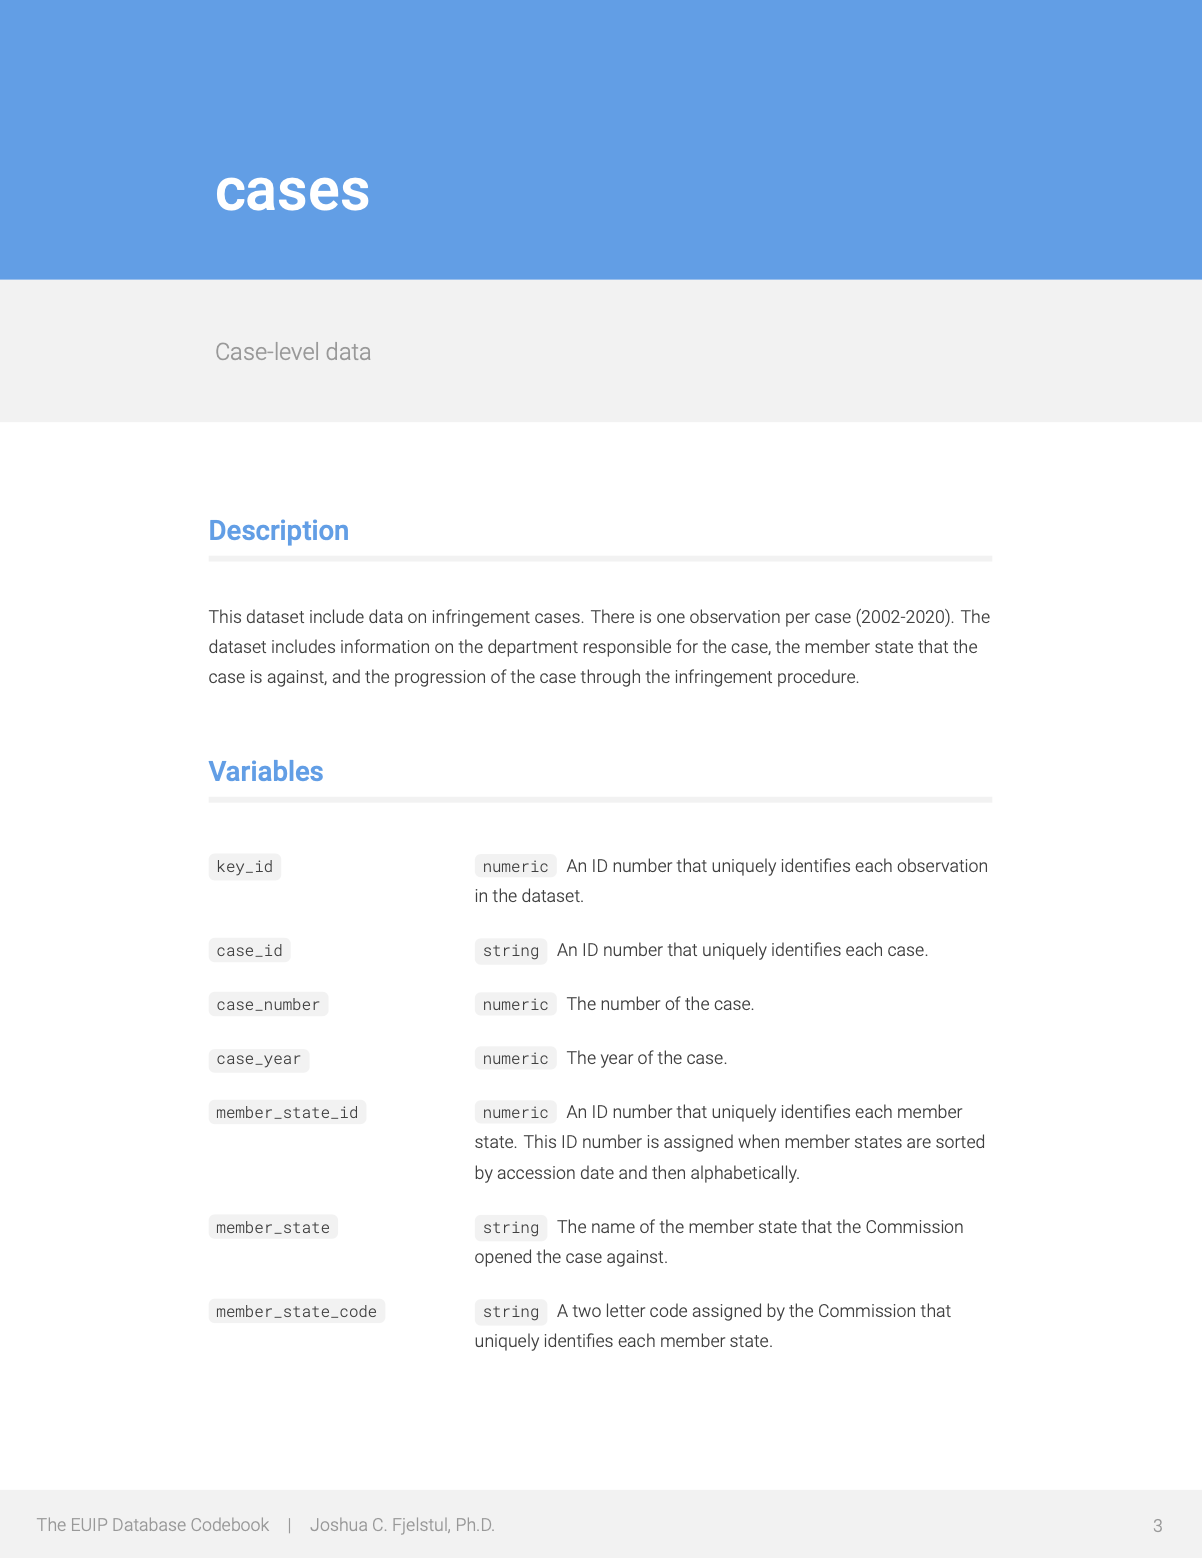 cases
Case-level data
Description
This dataset include data on infringement cases. There is one observation per case (2002-2020). The
dataset includes information on the department responsible for the case, the member state that the
case is against, and the progression of the case through the infringement procedure.
Variables
key_id numeric An ID number that uniquely identifies each observation
in the dataset.
case_id string An ID number that uniquely identifies each case.
case_number numeric The number of the case.
case_year numeric The year of the case.
member_state_id numeric An ID number that uniquely identifies each member
state. This ID number is assigned when member states are sorted
by accession date and then alphabetically.
member_state string The name of the member state that the Commission
opened the case against.
member_state_code string A two letter code assigned by the Commission that
uniquely identifies each member state.
The EUIP Database Codebook | Joshua C. Fjelstul, Ph.D. 3